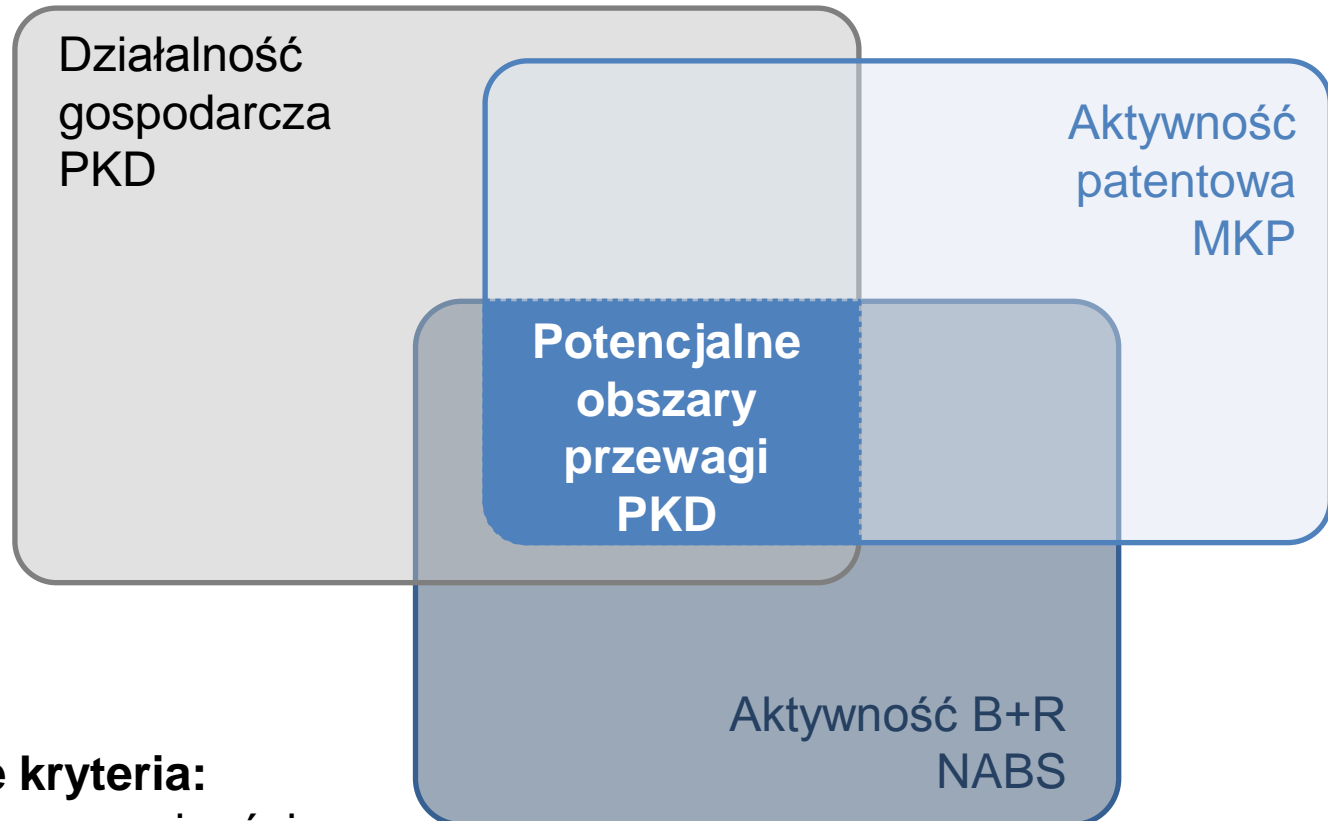 Działalność
gospodarcza
PKD
Aktywność
patentowa
MKP
Potencjalne
obszary
przewagi
PKD
Aktywność B+R
NABS
kryteria: